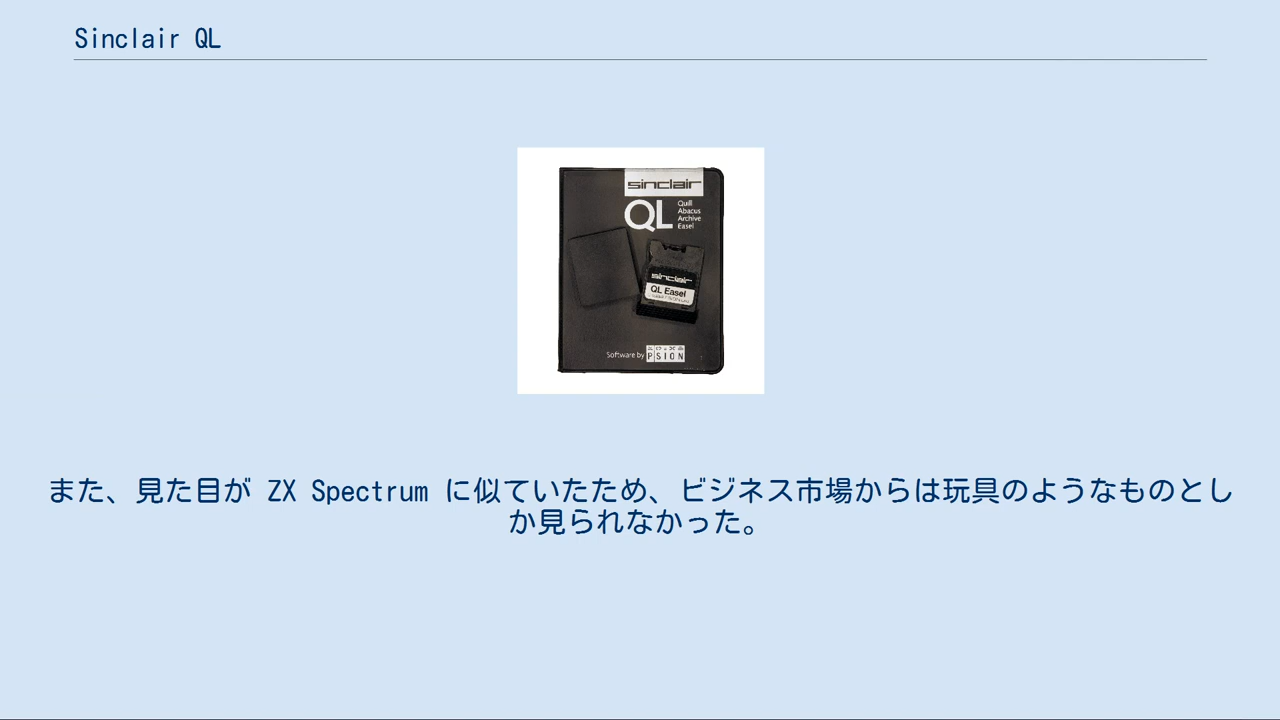 Sinclair QL
sinclair
QL
Quill
Abacus
Archive
Easel
sinclair
QL Easel
Software by PSION
また、見た目が ZX Spectrum に似ていたため、ビジネス市場からは玩具のようなものとし
か見られなかった。